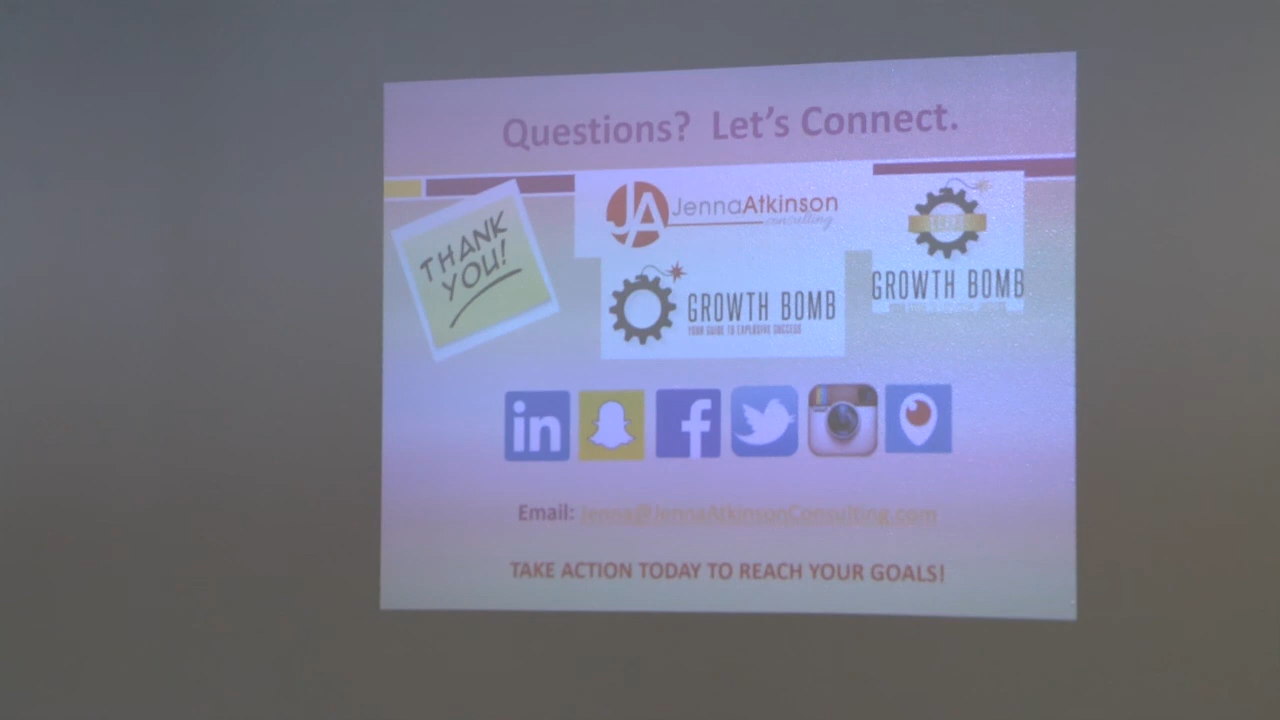 Questions? Let's Connect.
THANK
YOU!
JA JennaAtkinson
consulting
GROWTH BOMB
YOUR GUIDE TO EXPLOSIVE SUCCESS
GROWTH BOMB
in
f
Email: Jenna@JennaAtkinsonConsulting.com
TAKE ACTION TODAY TO REACH YOUR GOALS!